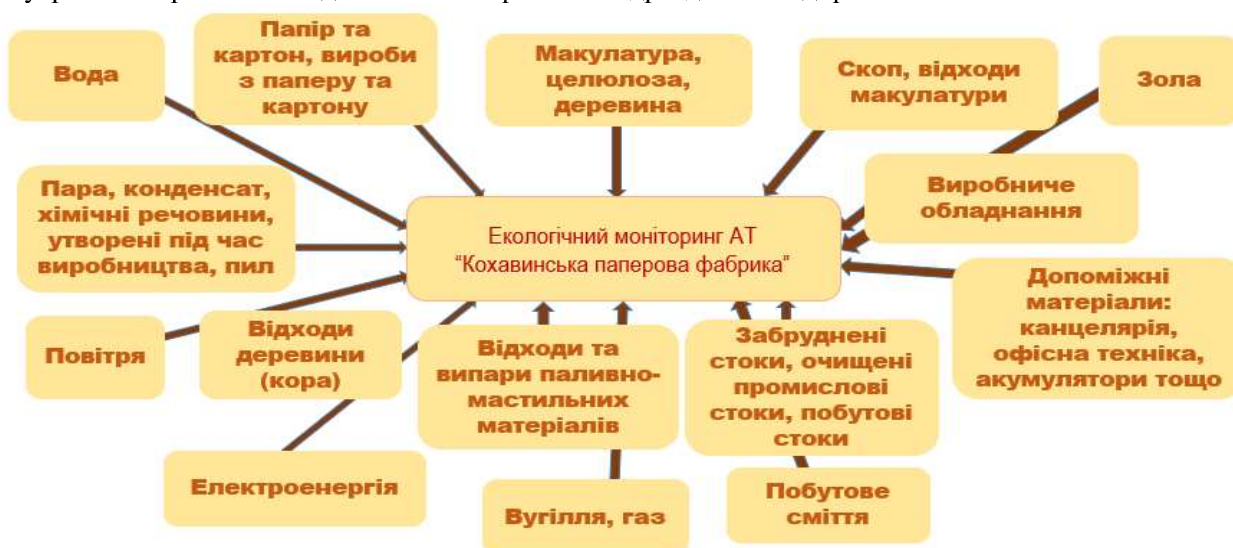 Вода
Папір та
картон, вироби
з паперу та
картону
Макулатура,
целюлоза,
деревина
Скоп, відходи
макулатури
Зола
Пара, конденсат,
хімічні речовини,
утворені під час
виробництва, пил
Екологічний моніторинг АТ
“Кохавинська паперова фабрика”
Виробниче
обладнання
Повітря
Відходи
деревини
(кора)
Відходи та
випари паливно-
мастильних
матеріалів
Забруднені
стоки, очищені
промислові
стоки, побутові
стоки
Допоміжні
матеріали:
канцелярія,
офісна техніка,
акумулятори тощо
Електроенергія
Вугілля, газ
Побутове
сміття